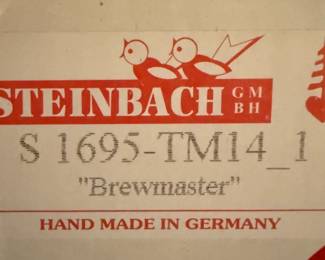 STEINBACH GMBH
S 1695-TM14_1
"Brewmaster"
HAND MADE IN GERMANY